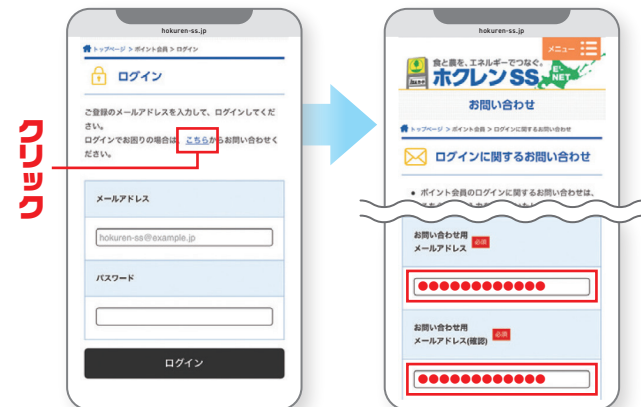 クリック
hokuren-ss.jp
トップページ > ポイント会員 > ログイン
ログイン
ご登録のメールアドレスを入力して、ログインしてくだ
さい。
ログインでお困りの場合は、こちらからお問い合わせく
ださい。
メールアドレス
hokuren-ss@example.jp
パスワード
ログイン
hokuren-ss.jp
メニュー
食と農を、エネルギーでつなぐ。
ホクレンSS
E-NET
お問い合わせ
トップページ > ポイント会員 > ログインに関するお問い合わせ
ログインに関するお問い合わせ
• ポイント会員のログインに関するお問い合わせは、
お問い合わせ用
メールアドレス 必須
●●●●●●●●●●●●
お問い合わせ用
メールアドレス(確認) 必須
●●●●●●●●●●●●